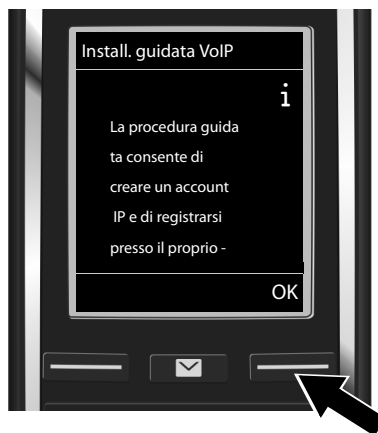 Install. guidata VoIP
i
La procedura guida
ta consente di
creare un account
IP e di registrarsi
presso il proprio -
OK